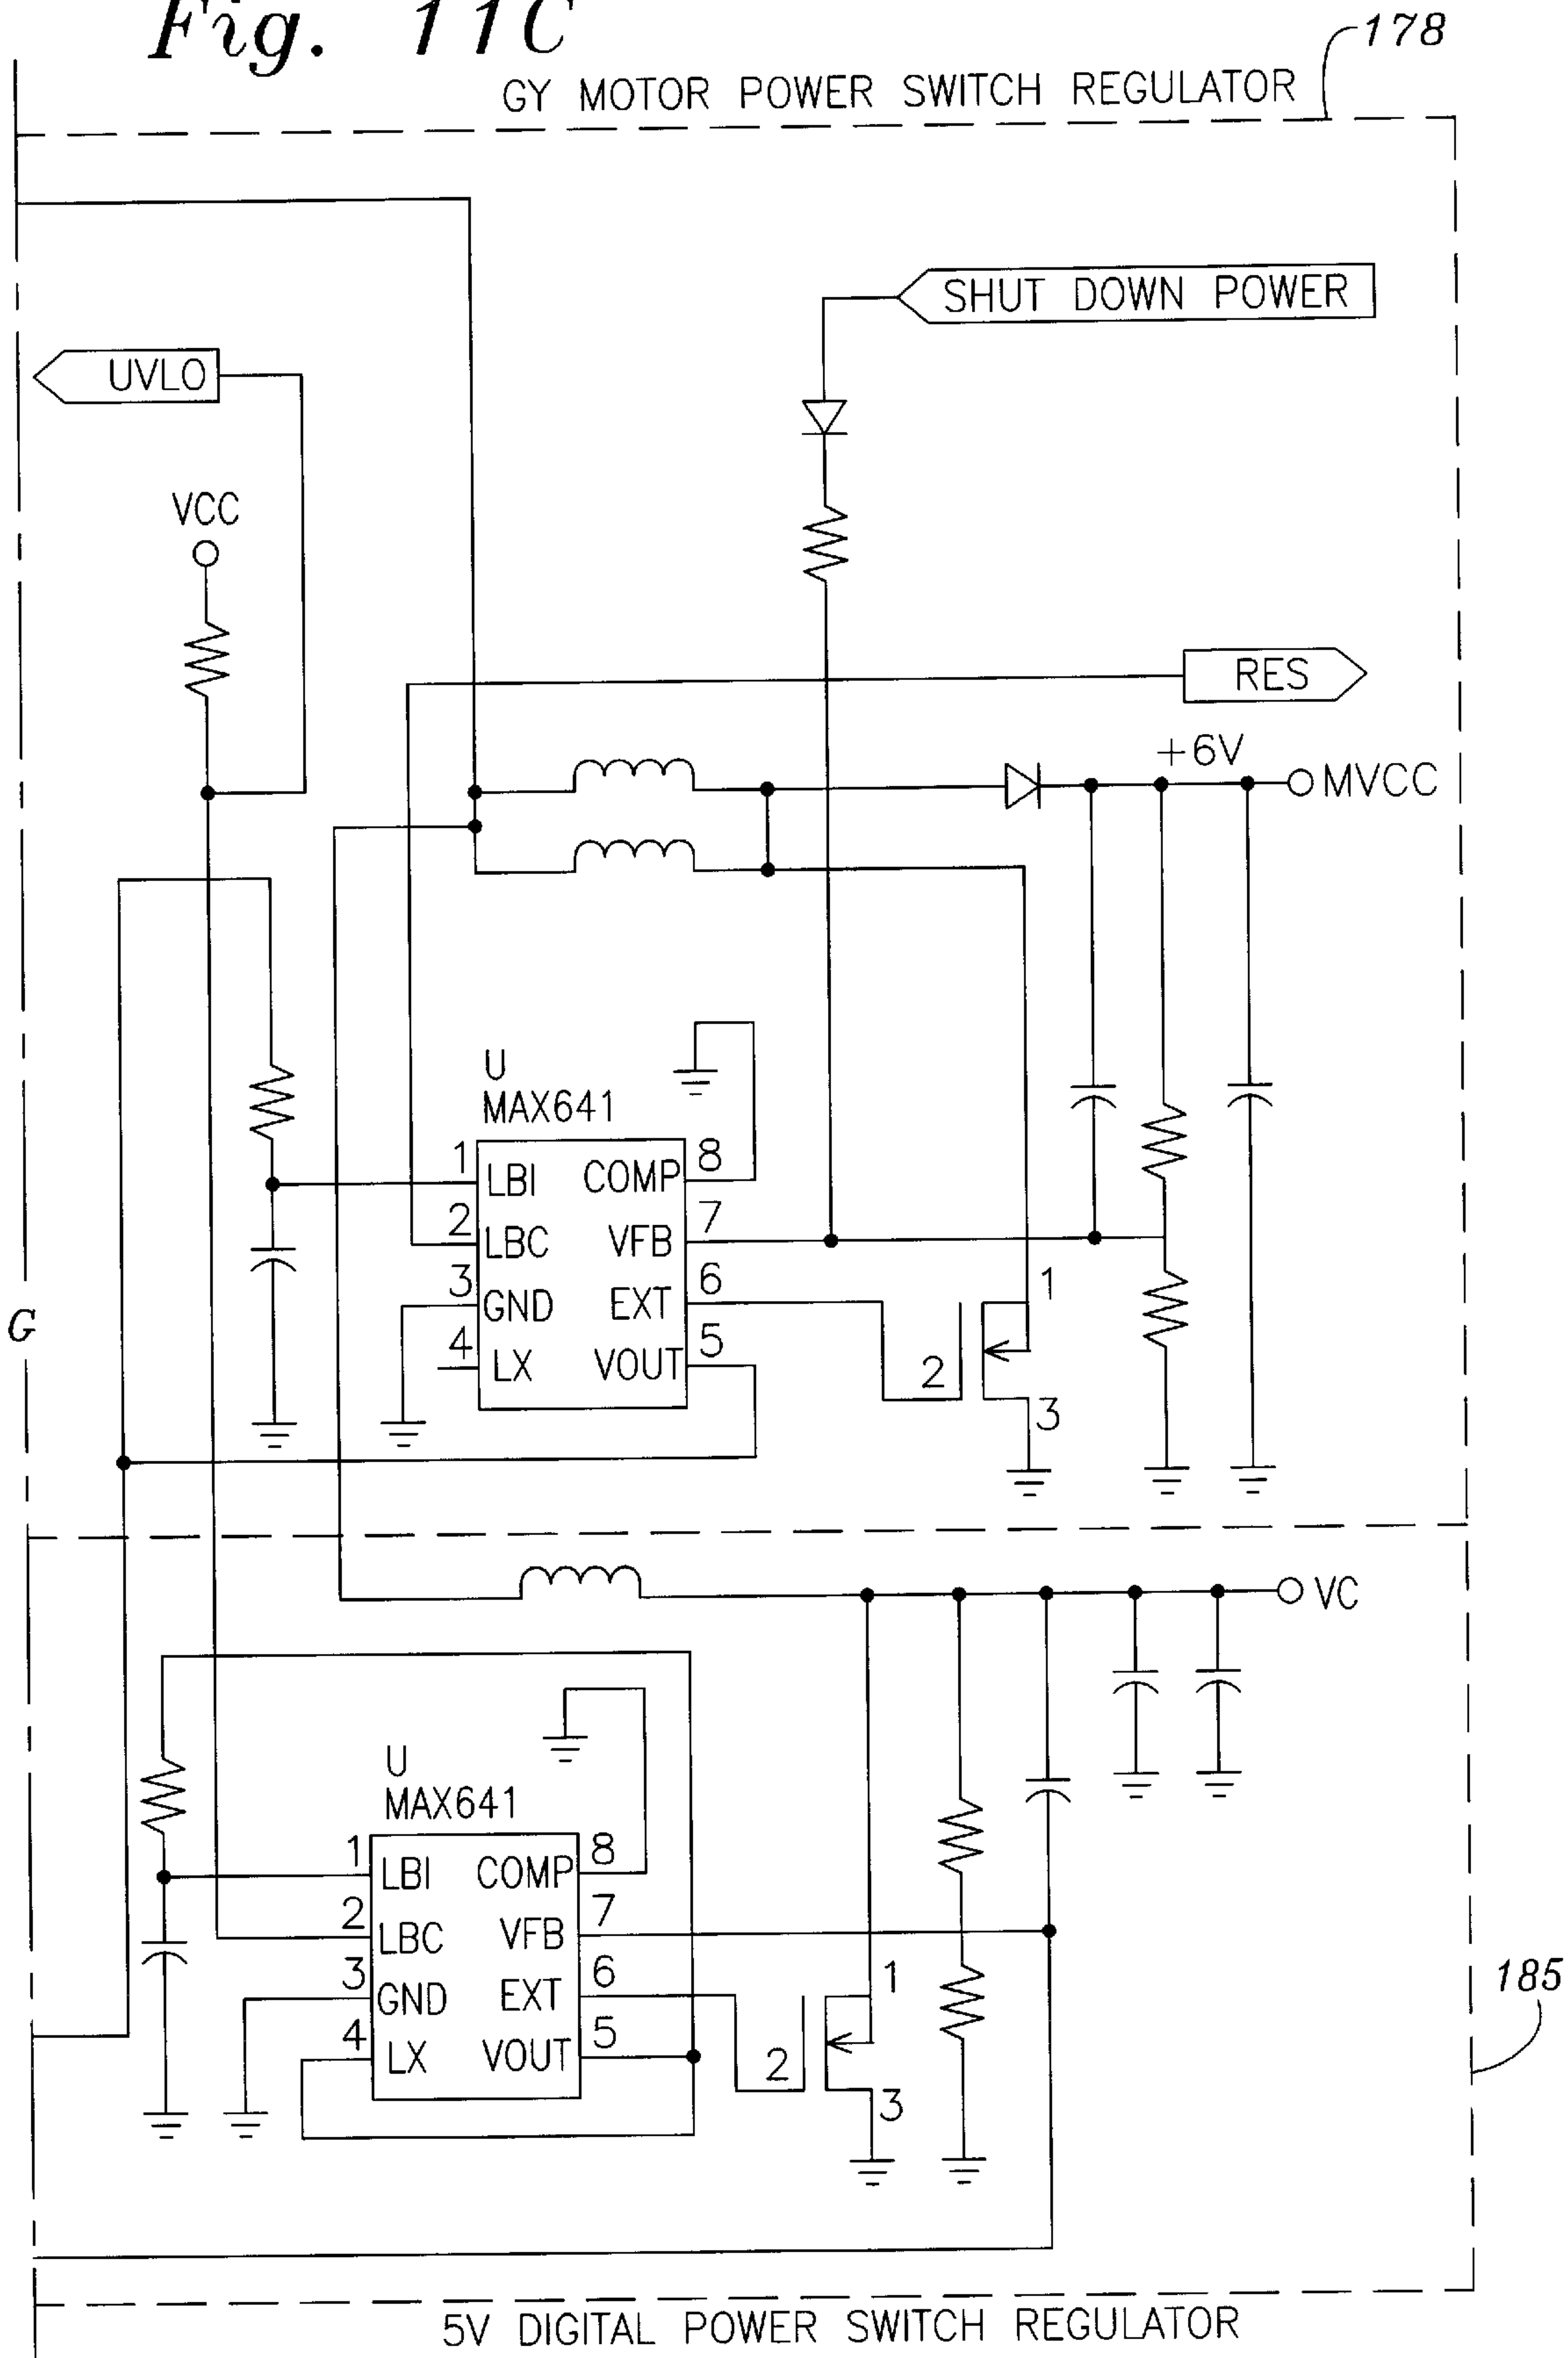 Fig. 11C
178
GY MOTOR POWER SWITCH REGULATOR
SHUT DOWN POWER
UVLO
VCC
RES
+6V
MVCC
U
MAX641
1 LBI COMP 8
2 LBC VFB 7
3 GND EXT 6
4 LX VOUT 5
1
2
3
G
VC
U
MAX641
1 LBI COMP 8
2 LBC VFB 7
3 GND EXT 6
4 LX VOUT 5
1
2
3
185
5V DIGITAL POWER SWITCH REGULATOR